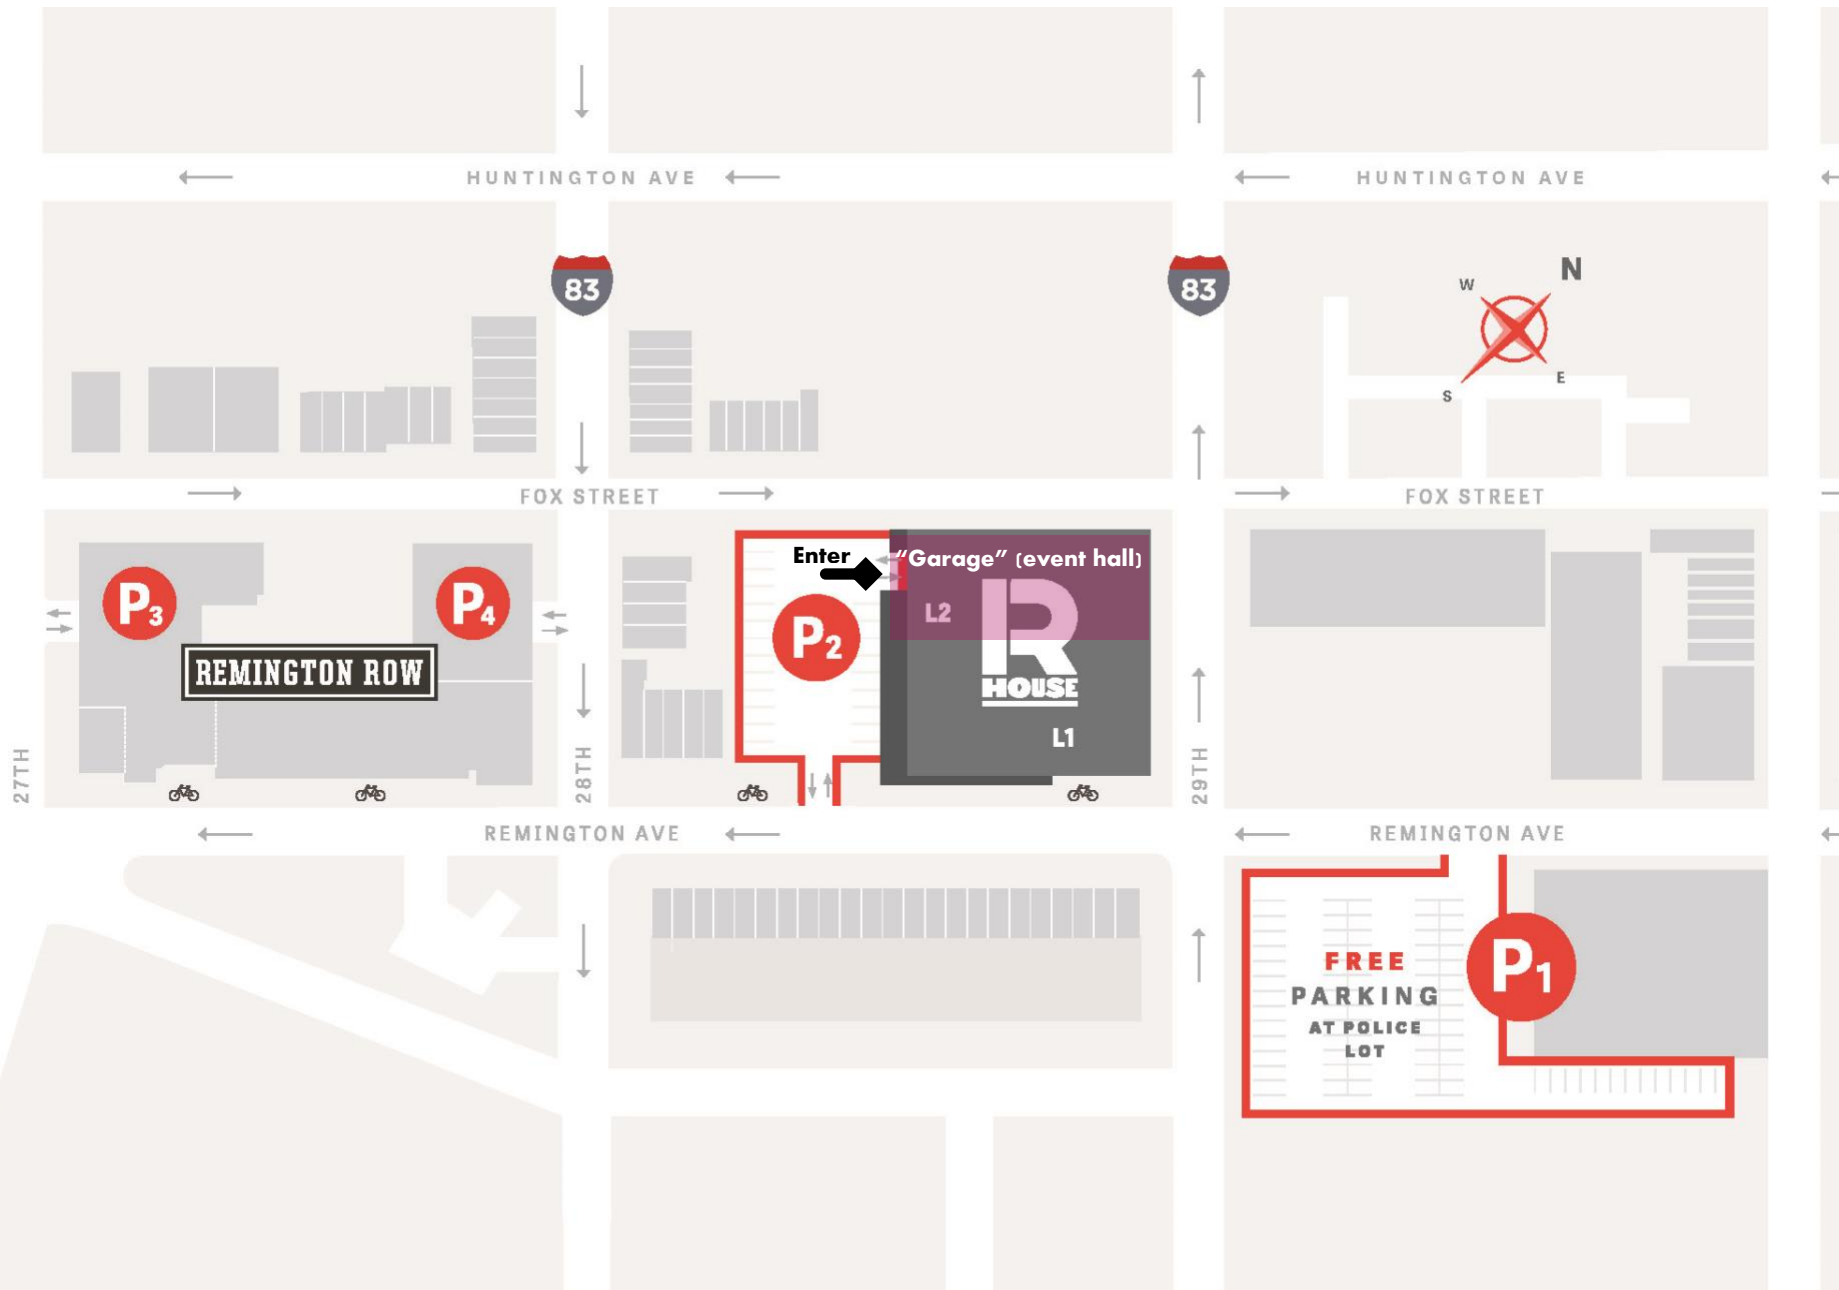 HUNTINGTON AVE
HUNTINGTON AVE
83
83
N
W
E
S
FOX STREET
FOX STREET
Enter
"Garage" (event hall)
P3
P4
P2
L2
R
HOUSE
L1
REMINGTON ROW
27TH
28TH
29TH
REMINGTON AVE
REMINGTON AVE
P1
FREE
PARKING
AT POLICE
LOT